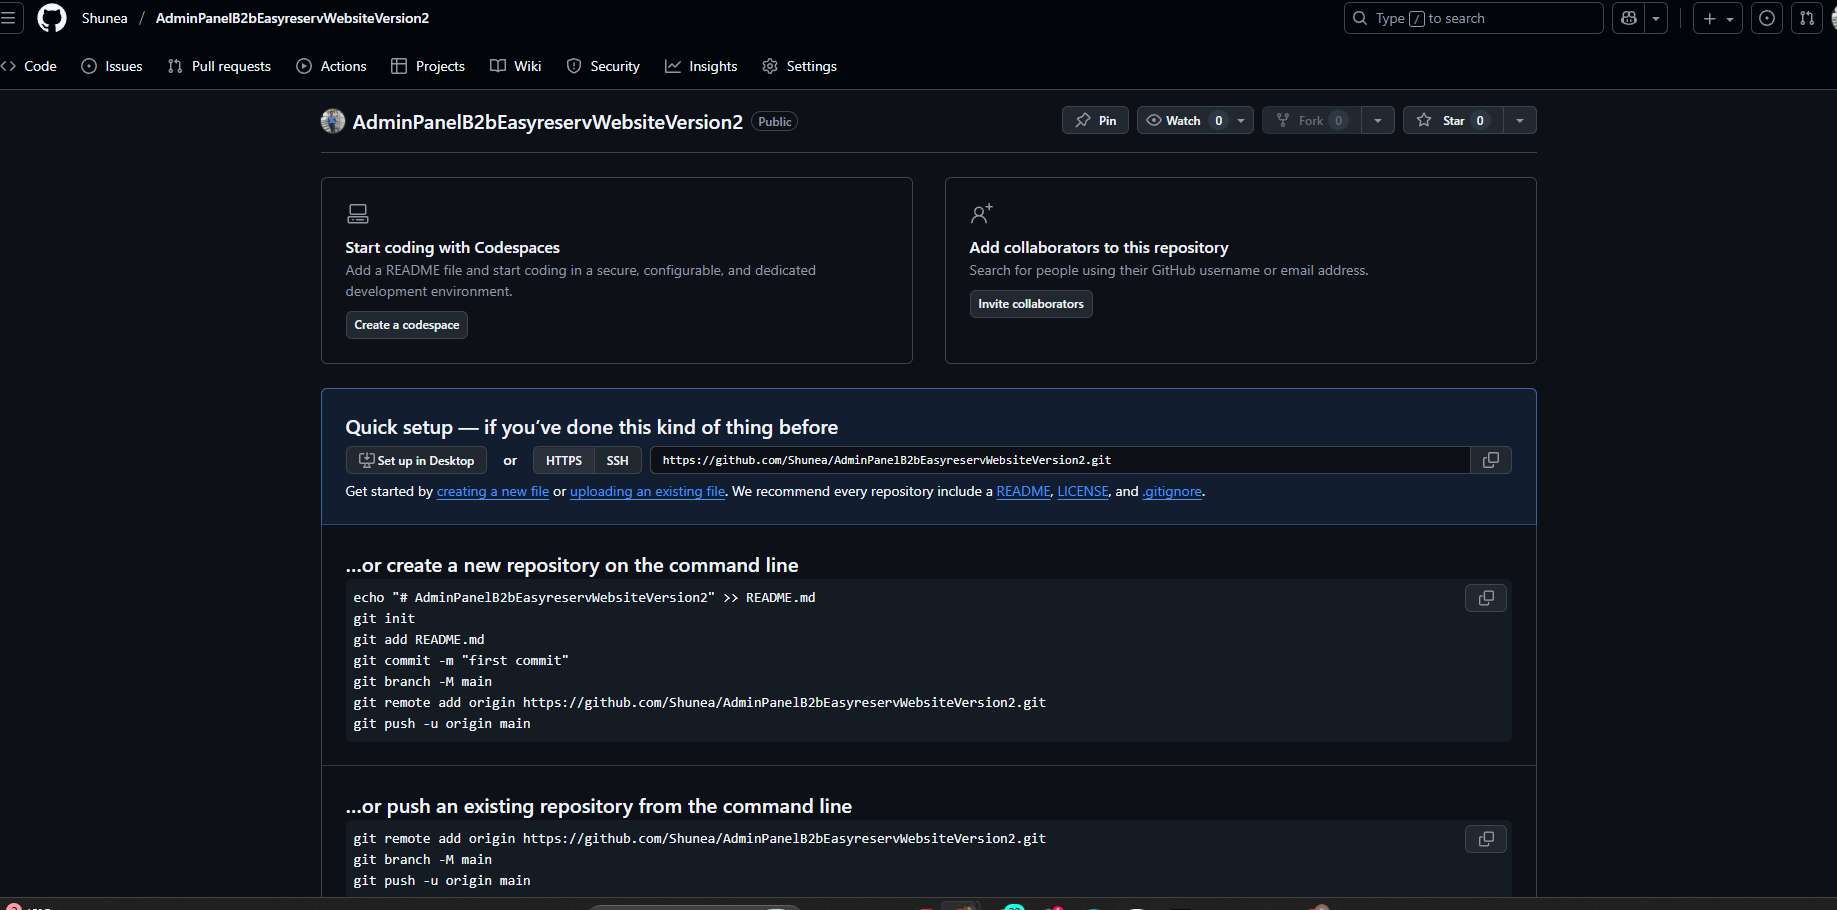 Shunea / AdminPanelB2bEasyreservWebsiteVersion2
Type / to search
Code Issues Pull requests Actions Projects Wiki Security Insights Settings
AdminPanelB2bEasyreservWebsiteVersion2 Public
Pin Watch 0 Fork 0 Star 0
Start coding with Codespaces
Add a README file and start coding in a secure, configurable, and dedicated
development environment.
Create a codespace
Add collaborators to this repository
Search for people using their GitHub username or email address.
Invite collaborators
Quick setup — if you’ve done this kind of thing before
Set up in Desktop or HTTPS SSH https://github.com/Shunea/AdminPanelB2bEasyreservWebsiteVersion2.git
Get started by creating a new file or uploading an existing file. We recommend every repository include a README, LICENSE, and .gitignore.
…or create a new repository on the command line
echo "# AdminPanelB2bEasyreservWebsiteVersion2" >> README.md
git init
git add README.md
git commit -m "first commit"
git branch -M main
git remote add origin https://github.com/Shunea/AdminPanelB2bEasyreservWebsiteVersion2.git
git push -u origin main
…or push an existing repository from the command line
git remote add origin https://github.com/Shunea/AdminPanelB2bEasyreservWebsiteVersion2.git
git branch -M main
git push -u origin main